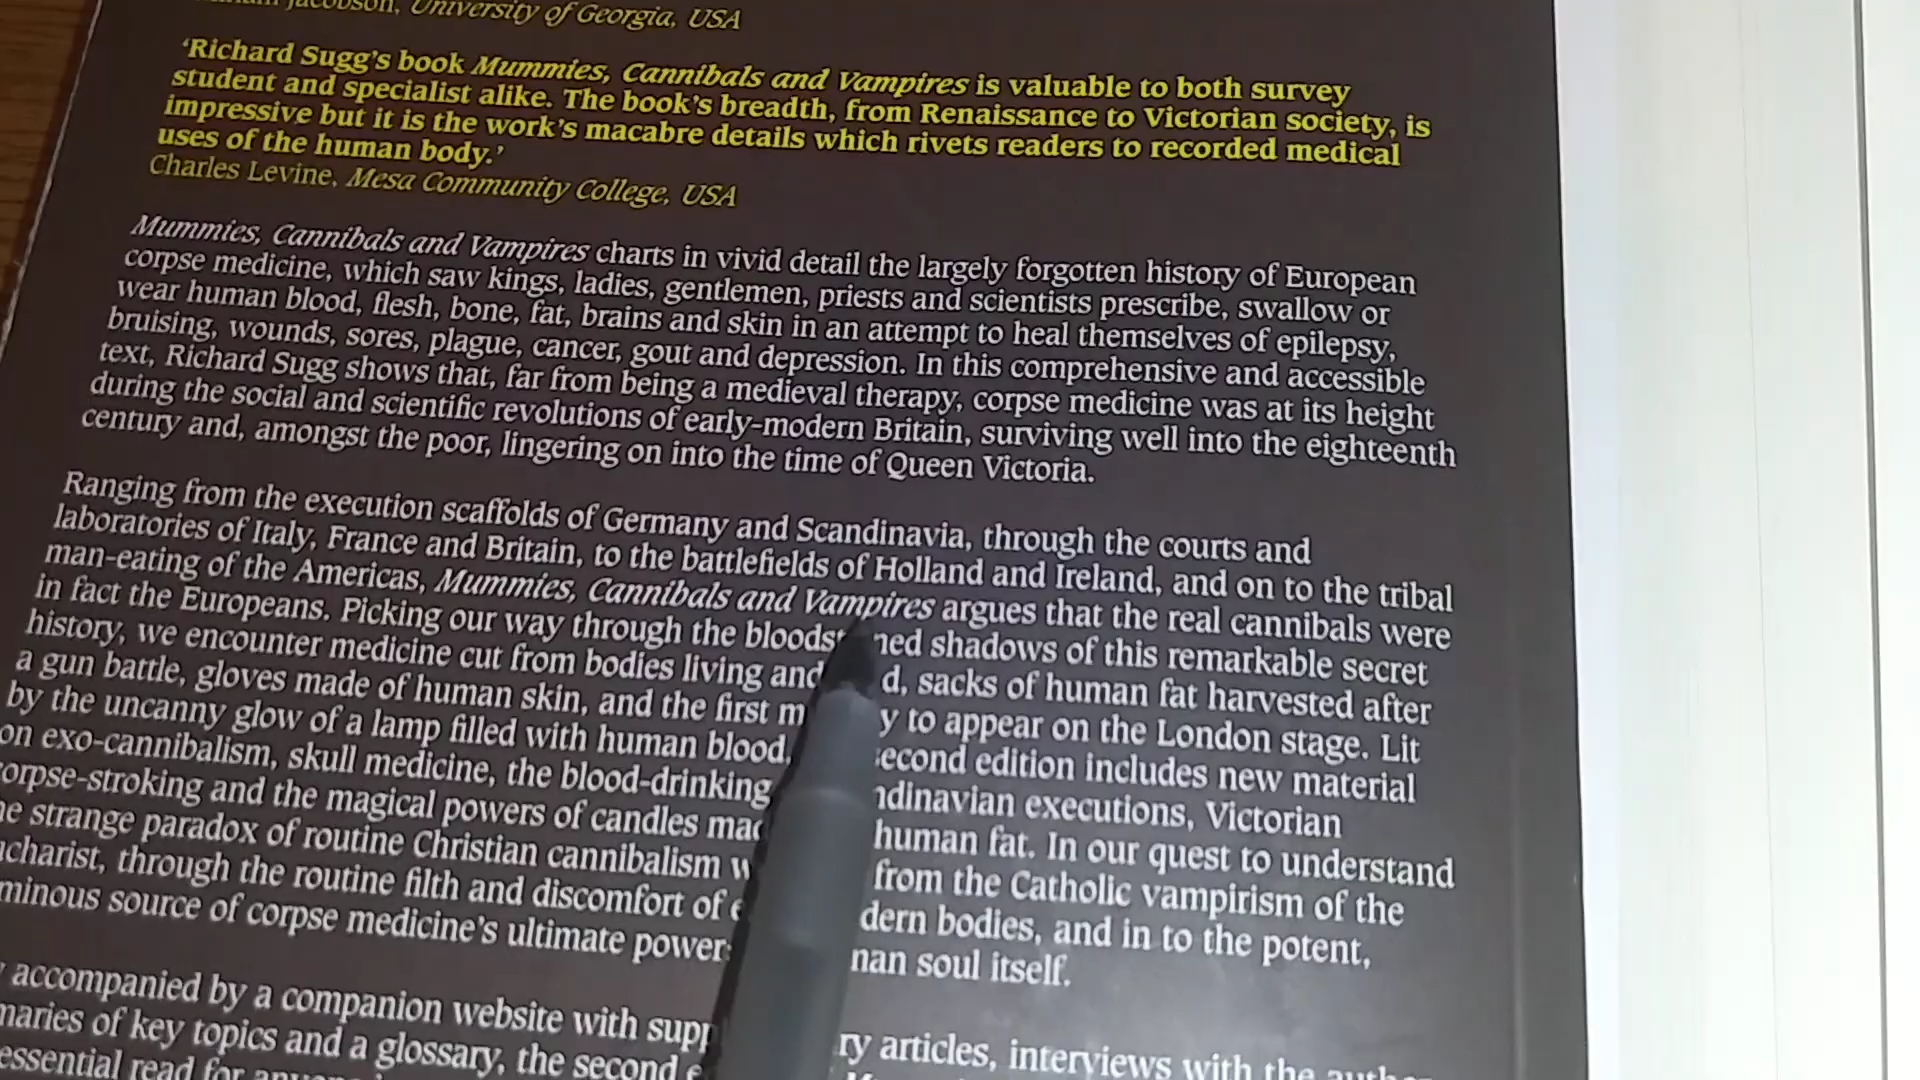 Jacobson, University of Georgia, USA
‘Richard Sugg's book Mummies, Cannibals and Vampires is valuable to both survey
student and specialist alike. The book's breadth, from Renaissance to Victorian society, is
impressive but it is the work's macabre details which rivets readers to recorded medical
uses of the human body.’
Charles Levine, Mesa Community College, USA
Mummies, Cannibals and Vampires charts in vivid detail the largely forgotten history of European
corpse medicine, which saw kings, ladies, gentlemen, priests and scientists prescribe, swallow or
wear human blood, flesh, bone, fat, brains and skin in an attempt to heal themselves of epilepsy,
bruising, wounds, sores, plague, cancer, gout and depression. In this comprehensive and accessible
text, Richard Sugg shows that, far from being a medieval therapy, corpse medicine was at its height
during the social and scientific revolutions of early-modern Britain, surviving well into the eighteenth
century and, amongst the poor, lingering on into the time of Queen Victoria.
Ranging from the execution scaffolds of Germany and Scandinavia, through the courts and
laboratories of Italy, France and Britain, to the battlefields of Holland and Ireland, and on to the tribal
man-eating of the Americas, Mummies, Cannibals and Vampires argues that the real cannibals were
in fact the Europeans. Picking our way through the shadows of this remarkable secret
history, we encounter medicine cut from bodies living and sacks of human fat harvested after
a gun battle, gloves made of human skin, and the first to appear on the London stage. Lit
by the uncanny glow of a lamp filled with human blood, second edition includes new material
on exo-cannibalism, skull medicine, the blood-drinking executions, Victorian
corpse-stroking and the magical powers of candles human fat. In our quest to understand
strange paradox of routine Christian cannibalism from the Catholic vampirism of the
through the routine filth and discomfort of bodies, and in to the potent,
source of corpse medicine's ultimate soul itself.
accompanied by a companion website with articles, interviews with the
of key topics and a glossary, the second
essential read for